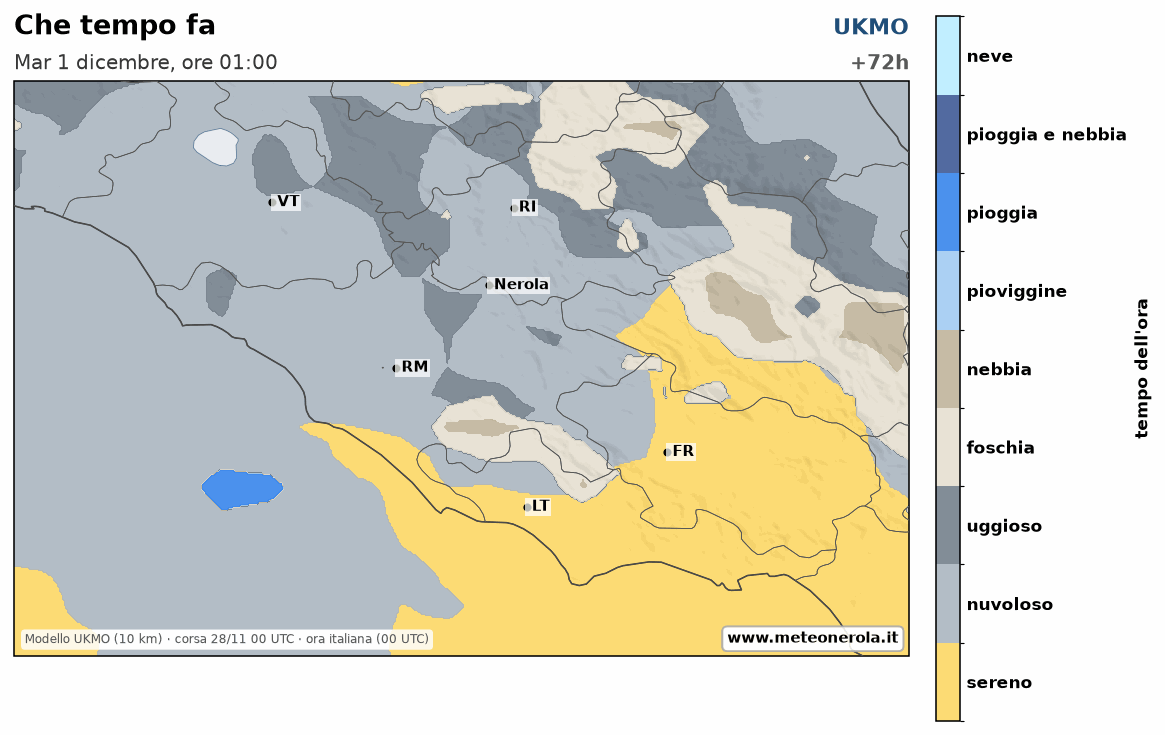 Che tempo fa
UKMO
Mar 1 dicembre, ore 01:00
+72h
neve
pioggia e nebbia
pioggia
pioviggine
nebbia
foschia
uggioso
nuvoloso
sereno
tempo dell'ora
VT
RI
Nerola
RM
FR
LT
Modello UKMO (10 km) · corsa 28/11 00 UTC · ora italiana (00 UTC)
www.meteonerola.it